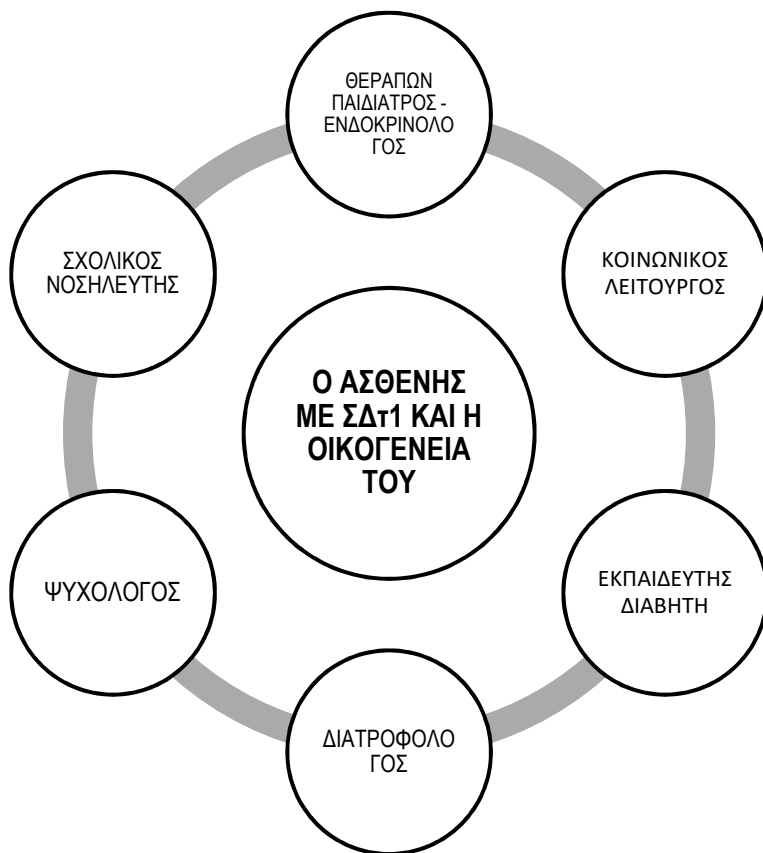 ΘΕΡΑΠΩΝ
ΠΑΙΔΙΑΤΡΟΣ -
ΕΝΔΟΚΡΙΝΟΛΟ
ΓΟΣ
ΣΧΟΛΙΚΟΣ
ΝΟΣΗΛΕΥΤΗΣ
ΚΟΙΝΩΝΙΚΟΣ
ΛΕΙΤΟΥΡΓΟΣ
Ο ΑΣΘΕΝΗΣ
ΜΕ ΣΔτ1 ΚΑΙ Η
ΟΙΚΟΓΕΝΕΙΑ
ΤΟΥ
ΨΥΧΟΛΟΓΟΣ
ΕΚΠΑΙΔΕΥΤΗΣ
ΔΙΑΒΗΤΗ
ΔΙΑΤΡΟΦΟΛΟ
ΓΟΣ